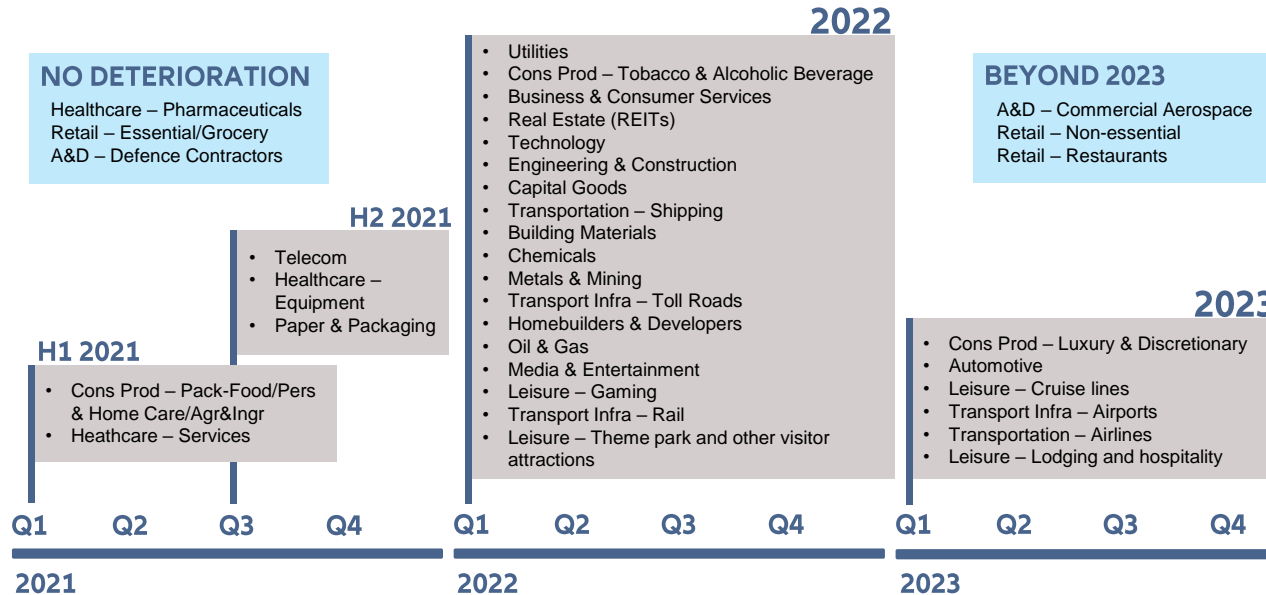 NO DETERIORATION
Healthcare – Pharmaceuticals
Retail – Essential/Grocery
A&D – Defence Contractors
H1 2021
• Cons Prod – Pack-Food/Pers
& Home Care/Agr&Ingr
• Heathcare – Services
H2 2021
• Telecom
• Healthcare –
Equipment
• Paper & Packaging
2022
• Utilities
• Cons Prod – Tobacco & Alcoholic Beverage
• Business & Consumer Services
• Real Estate (REITs)
• Technology
• Engineering & Construction
• Capital Goods
• Transportation – Shipping
• Building Materials
• Chemicals
• Metals & Mining
• Transport Infra – Toll Roads
• Homebuilders & Developers
• Oil & Gas
• Media & Entertainment
• Leisure – Gaming
• Transport Infra – Rail
• Leisure – Theme park and other visitor
attractions
BEYOND 2023
A&D – Commercial Aerospace
Retail – Non-essential
Retail – Restaurants
2023
• Cons Prod – Luxury & Discretionary
• Automotive
• Leisure – Cruise lines
• Transport Infra – Airports
• Transportation – Airlines
• Leisure – Lodging and hospitality
Q1 Q2 Q3 Q4 Q1 Q2 Q3 Q4 Q1 Q2 Q3 Q4
2021 2022 2023